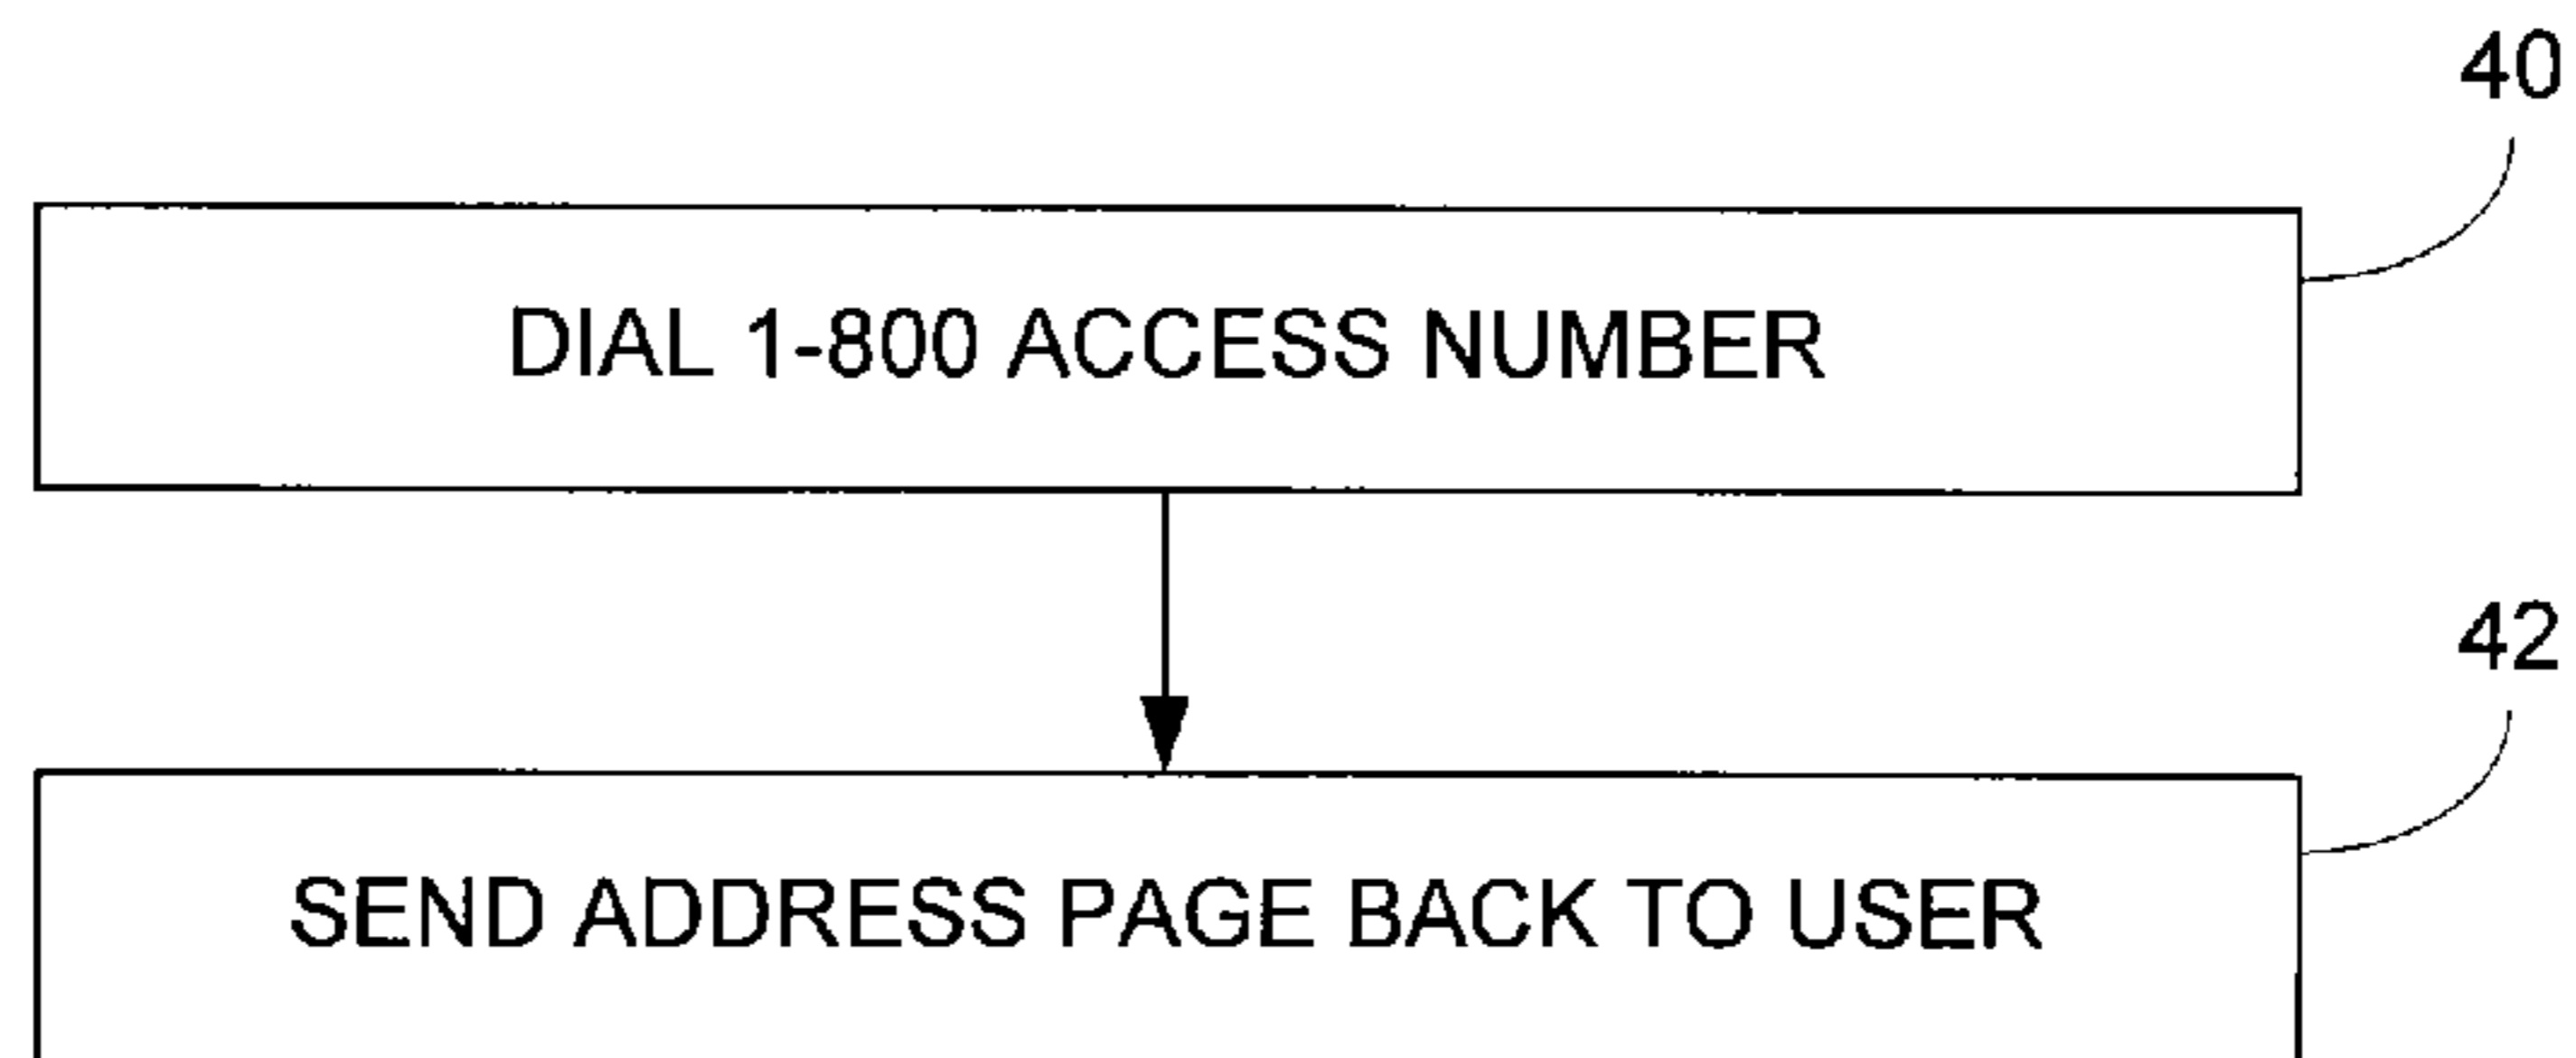 40
DIAL 1-800 ACCESS NUMBER
42
SEND ADDRESS PAGE BACK TO USER